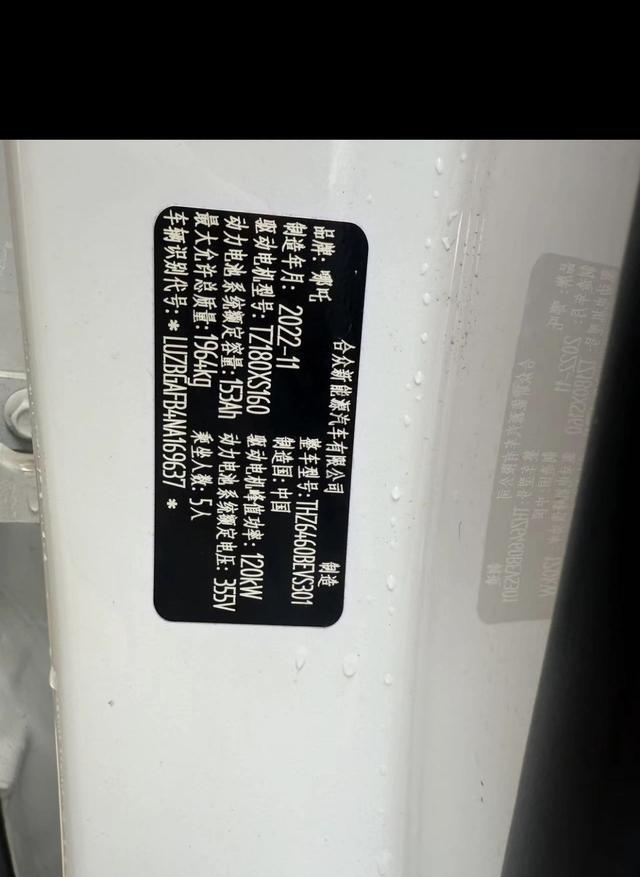 合众新能源汽车有限公司 制造
品牌: 哪吒 整车型号: THZ6460BEVS301
制造年月: 2022-11 制造国: 中国
驱动电机型号: TZ180XS160 驱动电机峰值功率: 120kW
动力电池系统额定容量: 153Ah 动力电池系统额定电压: 355V
最大允许总质量: 1964kg 乘坐人数: 5人
车辆识别代号: * LUZBGAFB4NA169637 *